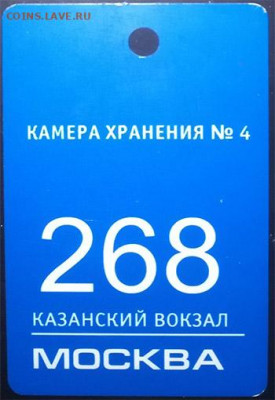 COINS.LAVE.RU
КАМЕРА ХРАНЕНИЯ № 4
268
КАЗАНСКИЙ ВОКЗАЛ
МОСКВА